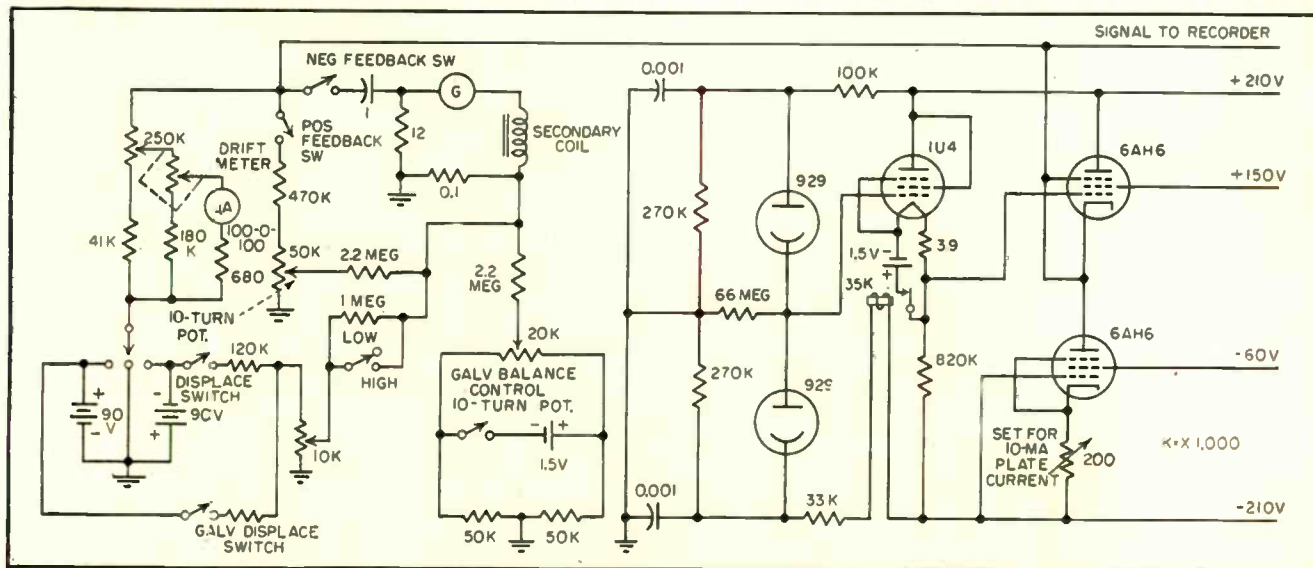 SIGNAL TO RECORDER
NEG FEEDBACK SW
0.001
100K
+210V
1
G
12
POS
FEEDBACK
SW
SECONDARY
COIL
250K
DRIFT
METER
1U4
6AH6
0.1
470K
+150V
929
270K
41K
180
K
100-0-
100
680
50K
2.2 MEG
39
1.5V
-
+
2.2
MEG
35K
66 MEG
1 MEG
10-TURN
POT.
LOW
20K
6AH6
HIGH
120K
GALV BALANCE
CONTROL
10-TURN POT.
820K
-60V
DISPLACE
SWITCH
270K
929
+
90
V
-
-
9CV
+
SET FOR
10-MA
PLATE
CURRENT
200
K=X 1,000
10K
-
+
1.5V
0.001
33K
-210V
50K
50K
GALV DISPLACE
SWITCH